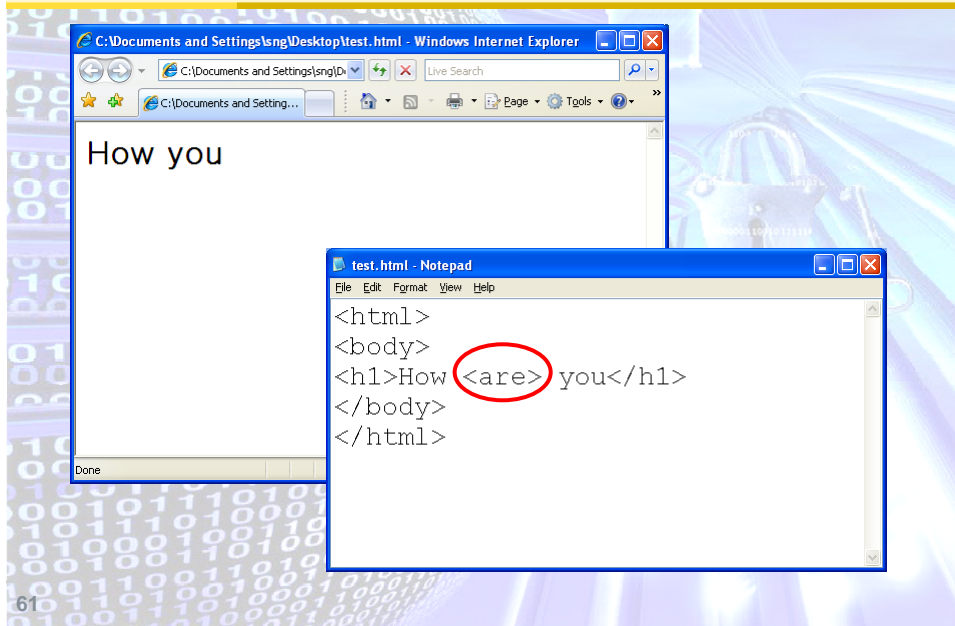 C:\Documents and Settings\sng\Desktop\test.html - Windows Internet Explorer
C:\Documents and Settings\sng\D
Live Search
C:\Documents and Setting...
Page
Tools
»
How you
Done
test.html - Notepad
File Edit Format View Help
<html>
<body>
<h1>How <are> you</h1>
</body>
</html>
61